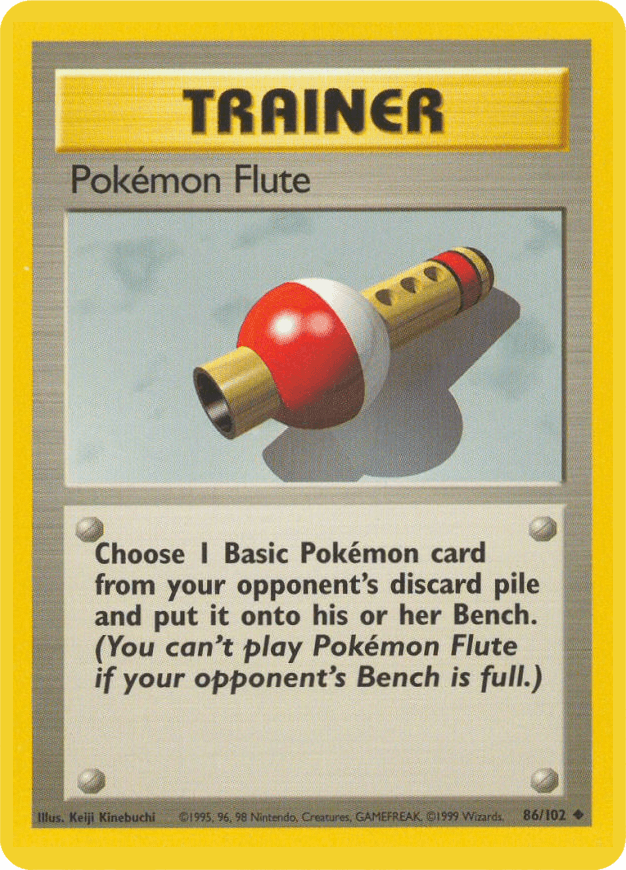 TRAINER
Pokémon Flute
Choose 1 Basic Pokémon card
from your opponent's discard pile
and put it onto his or her Bench.
(You can't play Pokémon Flute
if your opponent's Bench is full.)
Illus. Keiji Kinebuchi ©1995, 96, 98 Nintendo, Creatures, GAMEFREAK, ©1999 Wizards. 86/102 ◆